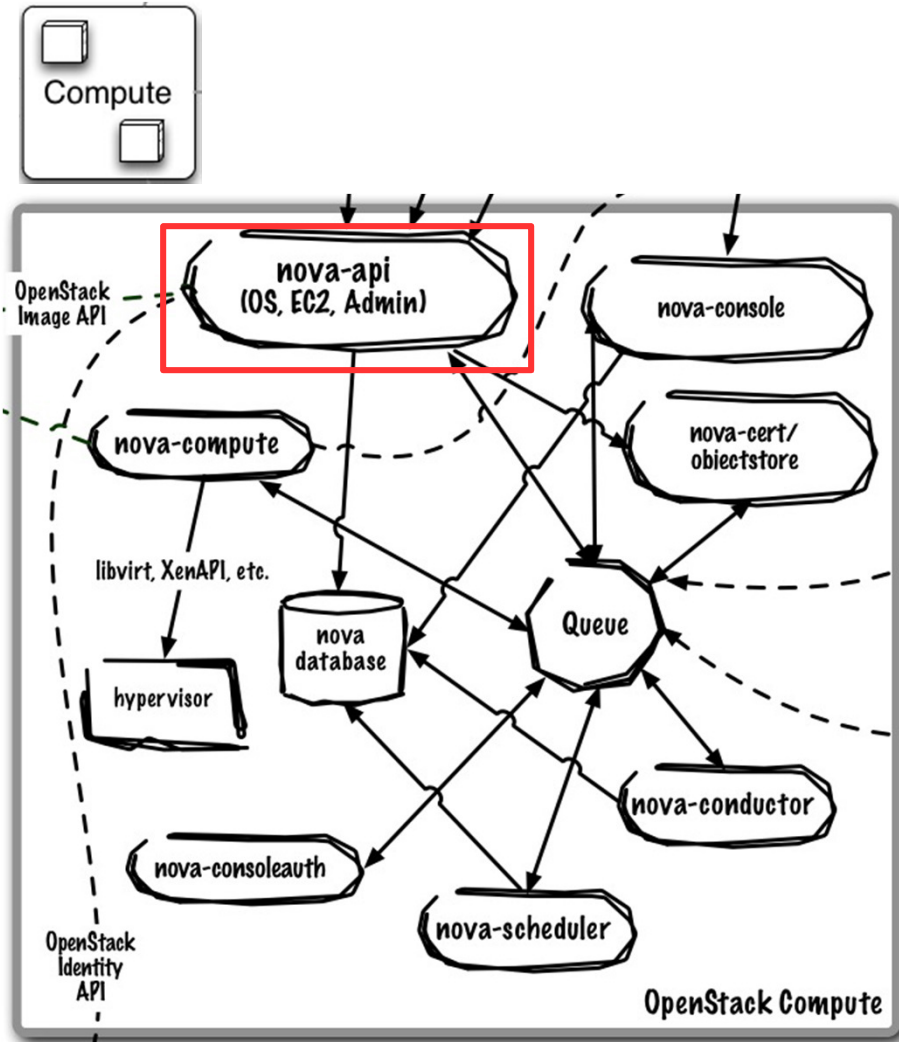 Compute
nova-api
(OS, EC2, Admin)
OpenStack
Image API
nova-console
nova-compute
nova-cert/
obiectstore
libvirt, XenAPI, etc.
nova
database
Queue
hypervisor
nova-conductor
nova-consoleauth
nova-scheduler
OpenStack
Identity
API
OpenStack Compute